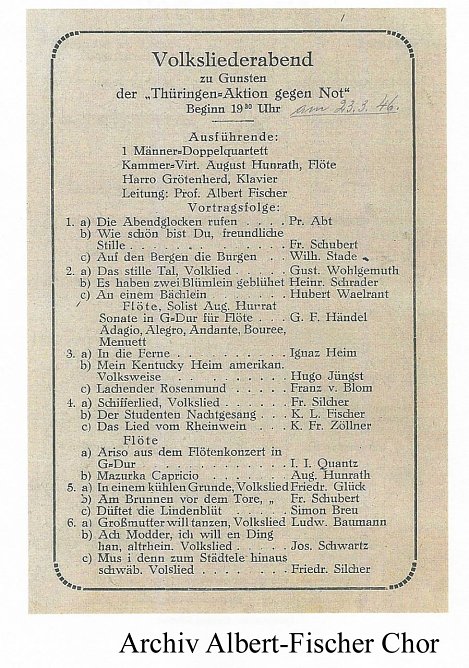 1
Volksliederabend
zu Gunsten
der „Thüringen=Aktion gegen Not“
Beginn 19³⁰ Uhr am 23.3.46.
Ausführende:
1 Männer=Doppelquartett
Kammer=Virt. August Hunrath, Flöte
Harro Grötenherd, Klavier
Leitung: Prof. Albert Fischer
Vortragsfolge:
1. a) Die Abendglocken rufen . . . . Pr. Abt
b) Wie schön bist Du, freundliche
Stille . . . . . . . . . . Fr. Schubert
c) Auf den Bergen die Burgen . . Wilh. Stade
2. a) Das stille Tal, Volklied . . . . Gust. Wohlgemuth
b) Es haben zwei Blümlein geblühet Heinr. Schrader
c) An einem Bächlein . . . . . Hubert Waelrant
Flöte, Solist Aug. Hunrat
Sonate in G=Dur für Flöte . . . G. F. Händel
Adagio, Alegro, Andante, Bouree,
Menuett
3. a) In die Ferne . . . . . . . . Ignaz Heim
b) Mein Kentucky Heim amerikan.
Volksweise . . . . . . . . Hugo Jüngst
c) Lachender Rosenmund . . . . Franz v. Blom
4. a) Schifferlied, Volkslied . . . . Fr. Silcher
b) Der Studenten Nachtgesang . . K. L. Fischer
c) Das Lied vom Rheinwein . . . K. Fr. Zöllner
Flöte
a) Ariso aus dem Flötenkonzert in
G=Dur . . . . . . . . . . I. I. Quantz
b) Mazurka Capricio . . . . . . Aug. Hunrath
5. a) In einem kühlen Grunde, Volkslied Friedr. Glück
b) Am Brunnen vor dem Tore, „ Fr. Schubert
c) Düftet die Lindenblüt . . . . Simon Breu
6. a) Großmutter will tanzen, Volkslied Ludw. Baumann
b) Ach Modder, ich will en Ding
han, altrhein. Volkslied . . . Jos. Schwartz
c) Mus i denn zum Städtele hinaus
schwäb. Volslied . . . . . . Friedr. Silcher
Archiv Albert-Fischer Chor